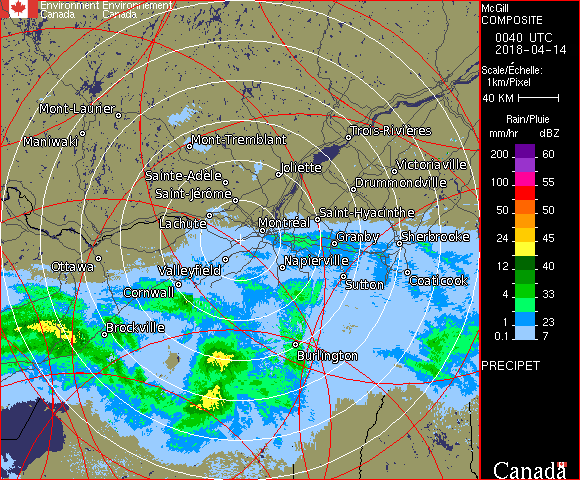 Environment Environnement
Canada Canada
McGill
COMPOSITE
0040 UTC
2018-04-14
Scale/Échelle:
1km/Pixel
40 KM
Rain/Pluie
mm/hr dBZ
200 60
100 55
50 50
24 45
12 40
4 33
1 23
0.1 7
PRECIPET
Canada
Mont-Laurier
Maniwaki
Mont-Tremblant
Trois-Rivières
Joliette
Victoriaville
Sainte-Adèle
Drummondville
Saint-Jérôme
Saint-Hyacinthe
Lachute
Montréal
Granby
Sherbrooke
Ottawa
Valleyfield
Napierville
Cornwall
Sutton
Coaticook
Brockville
Burlington